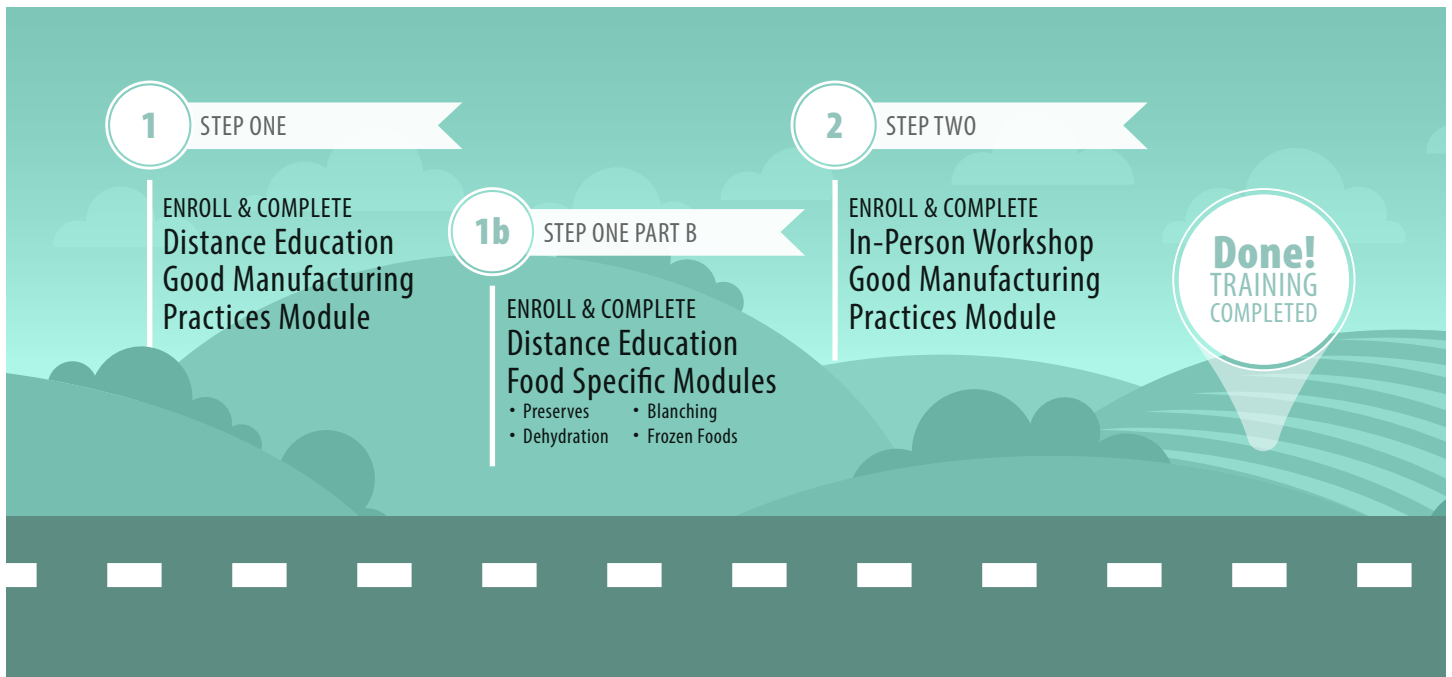 1
STEP ONE
ENROLL & COMPLETE
Distance Education
Good Manufacturing
Practices Module
1b
STEP ONE PART B
ENROLL & COMPLETE
Distance Education
Food Specific Modules
• Preserves • Blanching
• Dehydration • Frozen Foods
2
STEP TWO
ENROLL & COMPLETE
In-Person Workshop
Good Manufacturing
Practices Module
Done!
TRAINING
COMPLETED